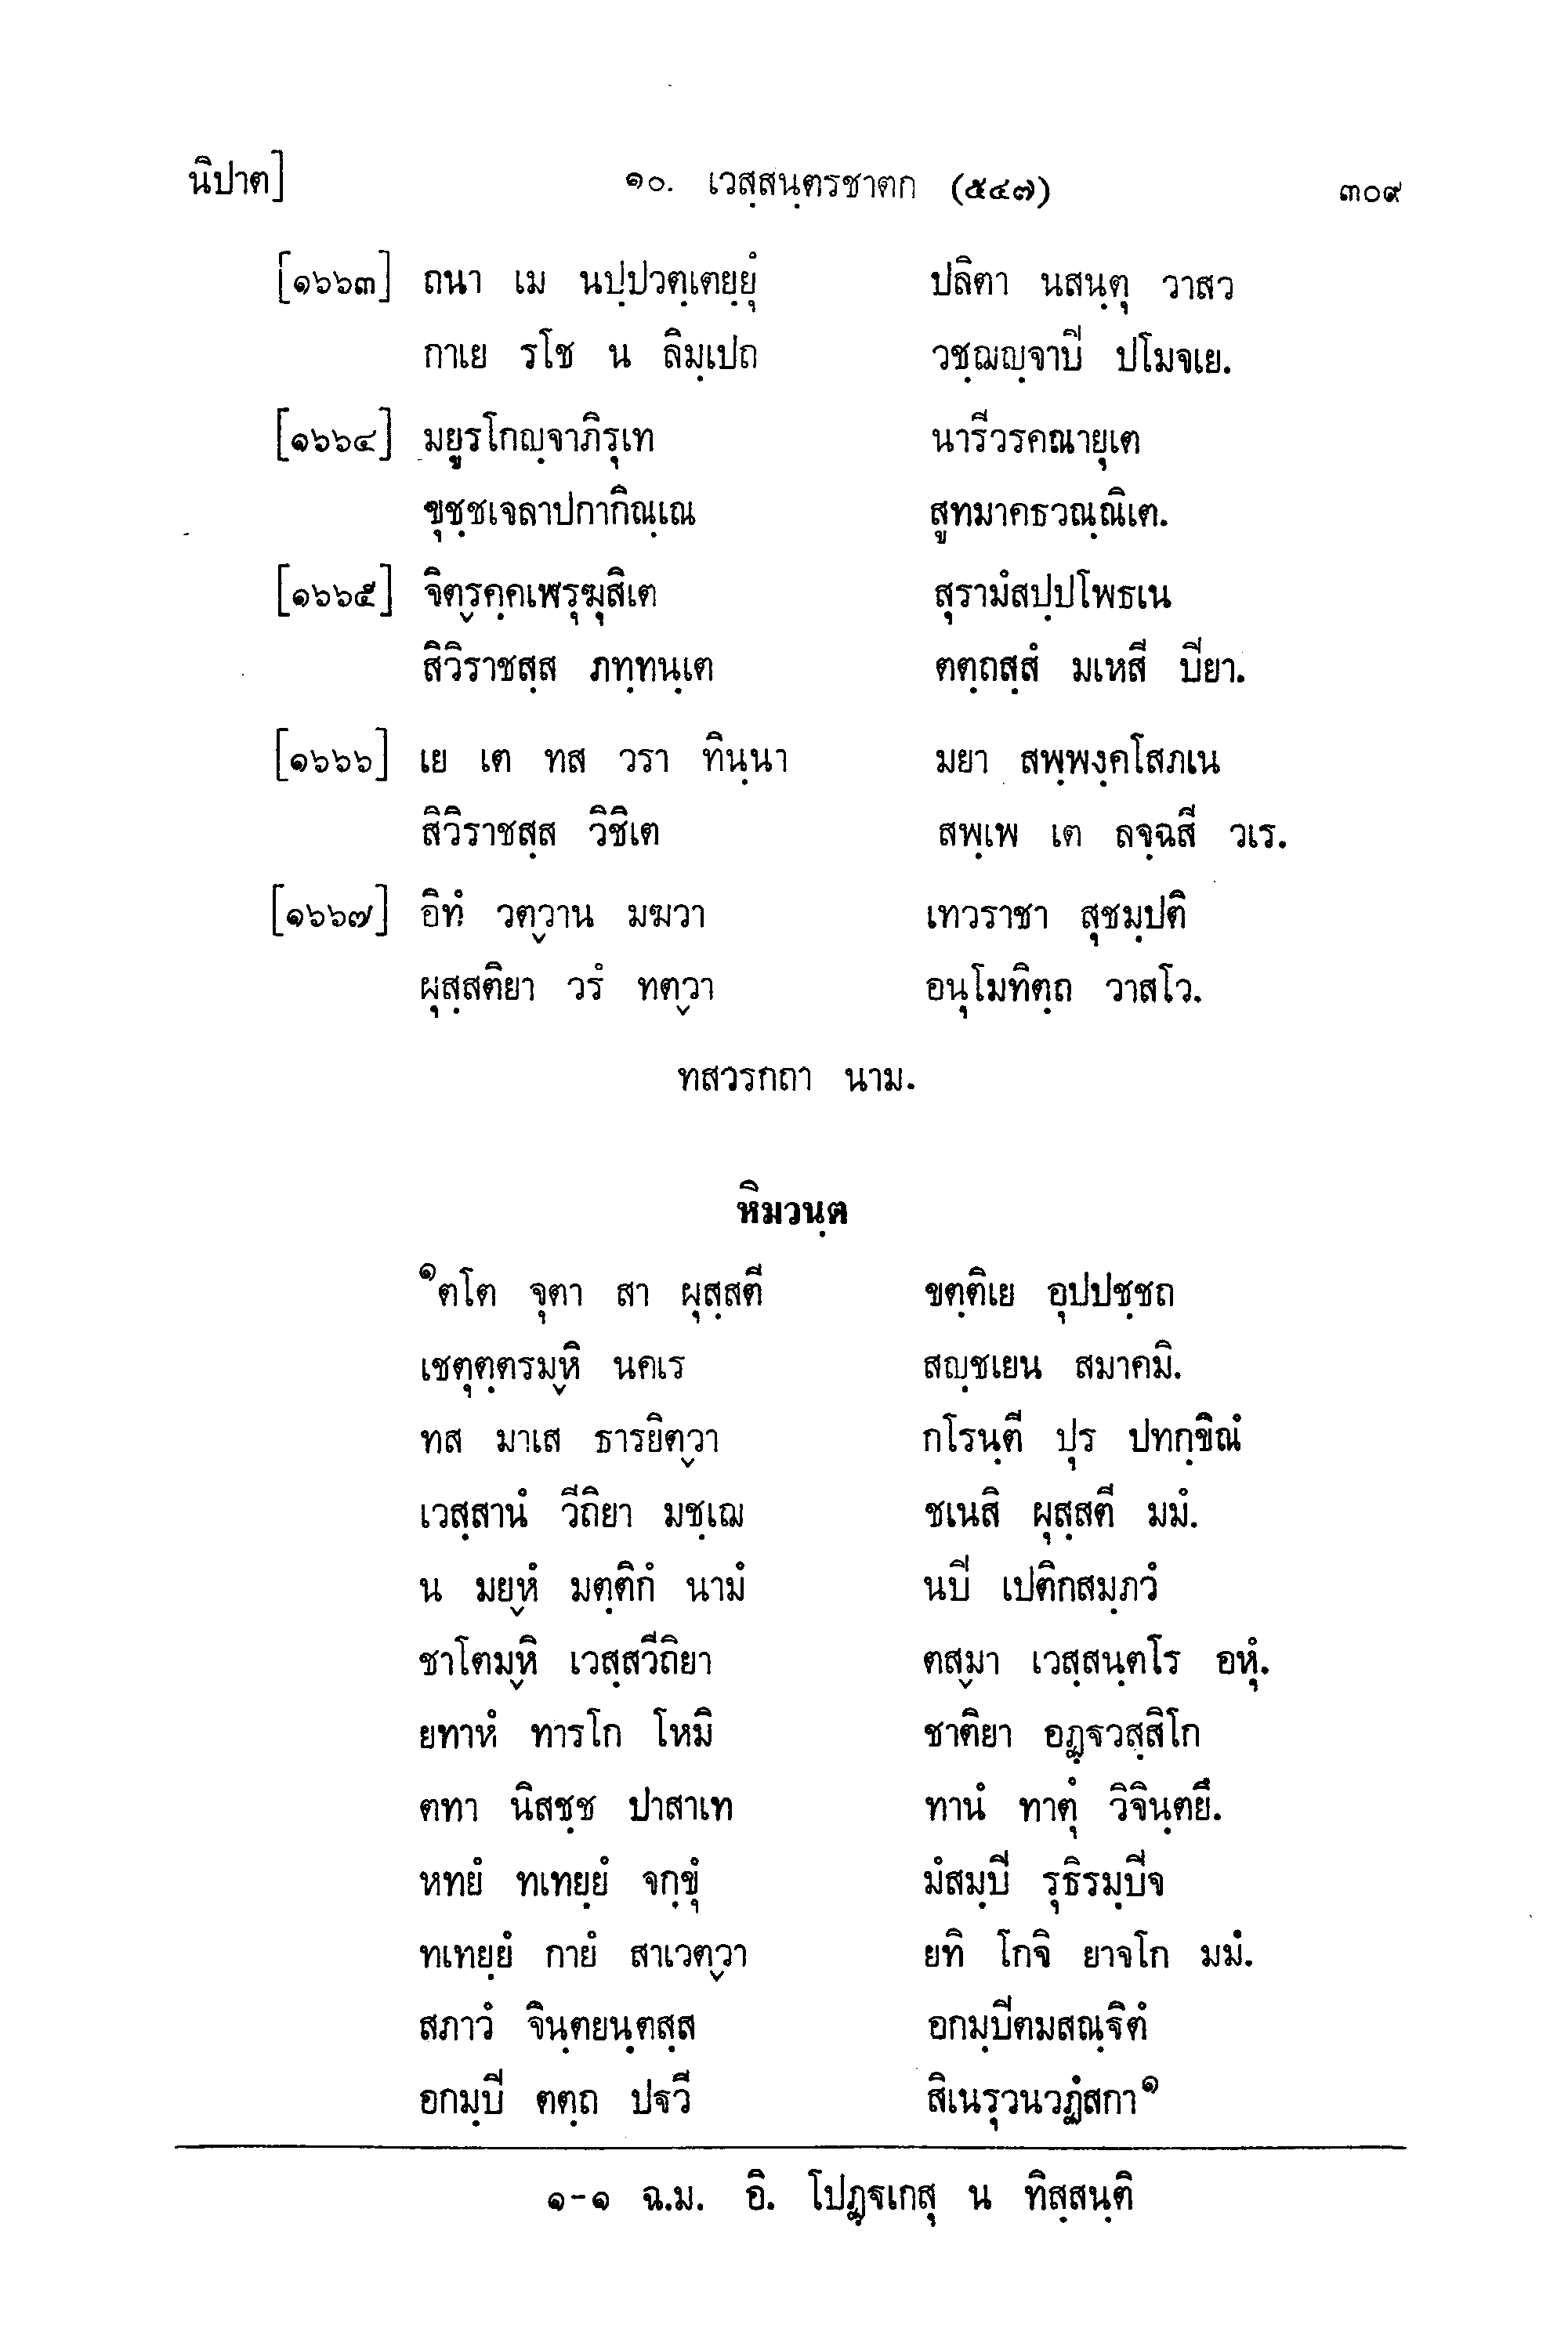 นิปาต] ๑๐. เวสฺสนฺตรชาตก (๕๔๗) ๓๐๙
[๑๖๖๓] ถนา เม นปฺปวตฺเตยฺยุํ ปลิตา นสนฺตุ วาสว
กาเย รโช น ลิมฺเปถ วชฺฌญฺจาปิ ปโมจเย.
[๑๖๖๔] มยูรโกญฺจาภิรุเท นารีวรคณายุเต
ขุชฺชเจลาปกากิณฺเณ สูทมาคธวณฺณิเต.
[๑๖๖๕] จิตฺรคฺคเฬรุฆุสิเต สุรามํสปฺปโพธเน
สิวิราชสฺส ภทฺทนฺเต ตตฺถสฺสํ มเหสี ปิยา.
[๑๖๖๖] เย เต ทส วรา ทินฺนา มยา สพฺพงฺคโสภเน
สิวิราชสฺส วิชิเต สพฺเพ เต ลจฺฉสี วเร.
[๑๖๖๗] อิทํ วตฺวาน มฆวา เทวราชา สุชมฺปติ
ผุสฺสติยา วรํ ทตฺวา อนุโมทิตฺถ วาสโว.
ทสวรกถา นาม.
หิมวนฺต
๑ตโต จุตา สา ผุสฺสตี ขตฺติเย อุปปชฺชถ
เชตุตฺตรมฺหิ นคเร สญฺชเยน สมาคมิ.
ทส มาเส ธารยิตฺวา กโรนฺตี ปุร ปทกฺขิณํ
เวสฺสานํ วีถิยา มชฺเฌ ชเนสิ ผุสฺสตี มมํ.
น มยฺหํ มตฺติกํ นามํ นปิ เปติกสมฺภวํ
ชาโตมฺหิ เวสฺสวีถิยา ตสฺมา เวสฺสนฺตโร อหุํ.
ยทาหํ ทารโก โหมิ ชาติยา อฏฺฐวสฺสิโก
ตทา นิสชฺช ปาสาเท ทานํ ทาตุํ วิจินฺตยึ.
หทยํ ทเทยฺยํ จกฺขุํ มํสมฺปิ รุธิรมฺปิจ
ทเทยฺยํ กายํ สาเวตฺวา ยทิ โกจิ ยาจโก มมํ.
สภาวํ จินฺตยนฺตสฺส อกมฺปิตมสณฺฐิตํ
อกมฺปิ ตตฺถ ปฐวี สิเนรุวนวฏํสกา๑
๑-๑ ฉ.ม. อิ. โปฏฺฐเกสุ น ทิสฺสนฺติ